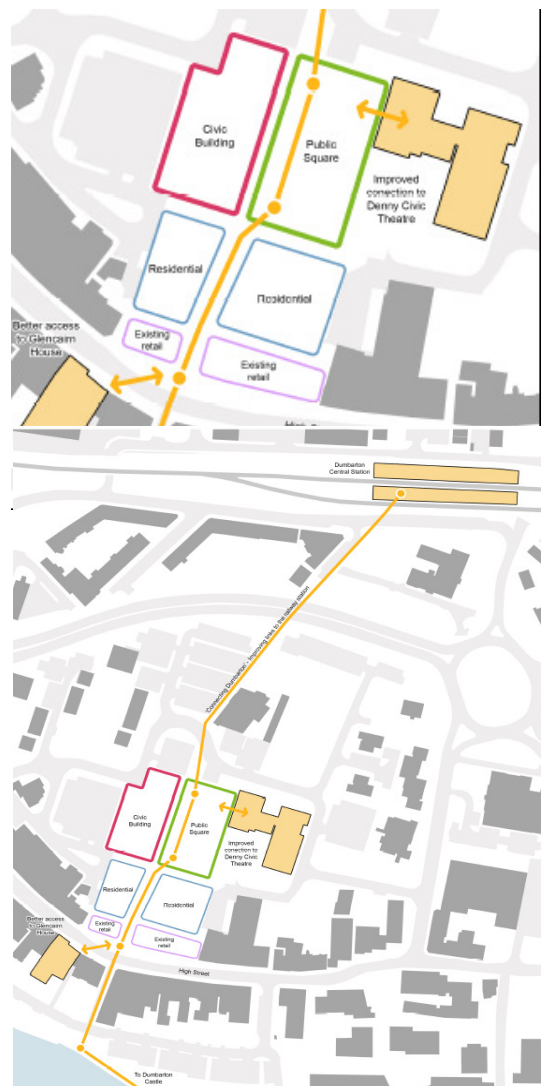 Civic
Building
Public
Square
Improved
conection to
Denny Civic
Theatre
Residential
Residential
Better access
to Glencairn
House
Existing
retail
Existing
retail
High
Dumbarton
Central Station
'Connecting Dumbarton' - Improving links to the railway station
Civic
Building
Public
Square
Improved
conection to
Denny Civic
Theatre
Residential
Residential
Better access
to Glencairn
House
Existing
retail
Existing
retail
High Street
To Dumbarton
Castle